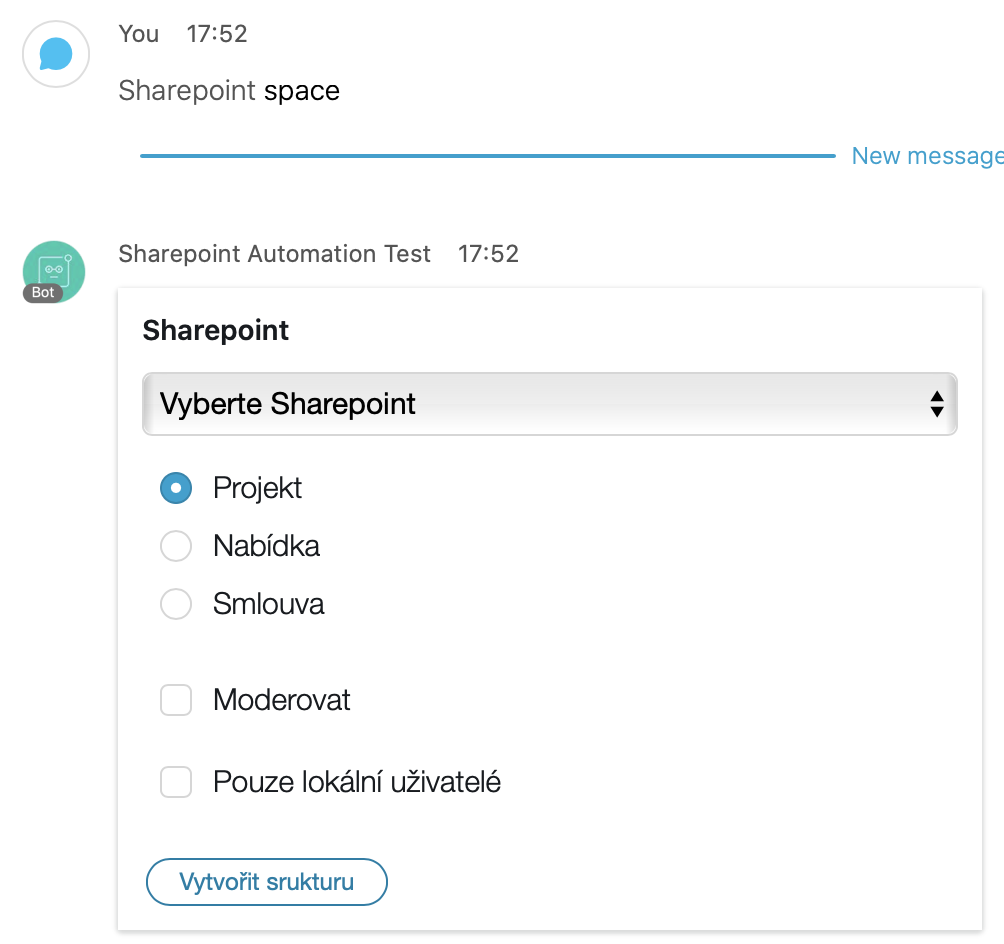 You 17:52
Sharepoint space
New message
Sharepoint Automation Test 17:52
Bot
Sharepoint
Vyberte Sharepoint
Projekt
Nabídka
Smlouva
Moderovat
Pouze lokální uživatelé
Vytvořit srukturu